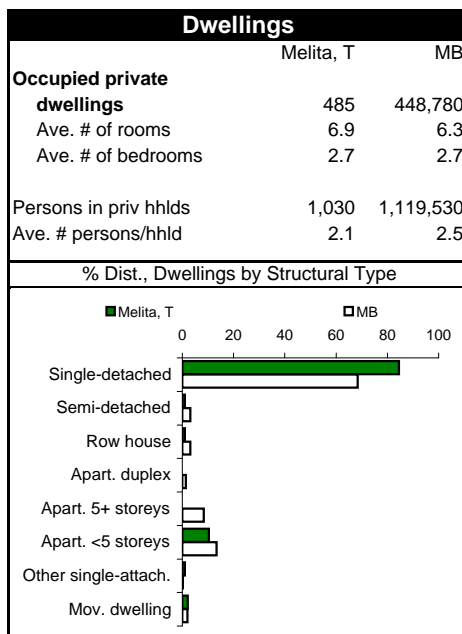 Dwellings
Melita, T MB
Occupied private
dwellings 485 448,780
Ave. # of rooms 6.9 6.3
Ave. # of bedrooms 2.7 2.7
Persons in priv hhlds 1,030 1,119,530
Ave. # persons/hhld 2.1 2.5
% Dist., Dwellings by Structural Type
Melita, T MB
0 20 40 60 80 100
Single-detached
Semi-detached
Row house
Apart. duplex
Apart. 5+ storeys
Apart. <5 storeys
Other single-attach.
Mov. dwelling